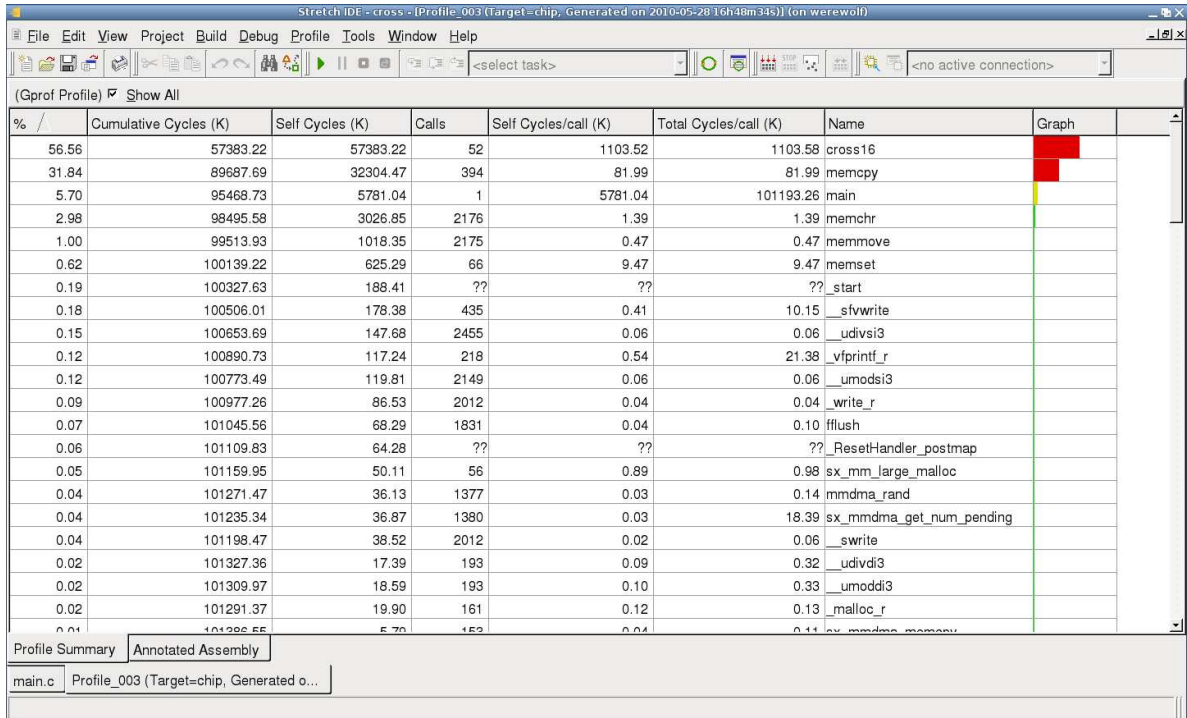 Stretch IDE - cross - [Profile_003 (Target=chip, Generated on 2010-05-28 16h48m34s)] (on werewolf)
File Edit View Project Build Debug Profile Tools Window Help
<select task> STOP <no active connection>
(Gprof Profile) Show All
% Cumulative Cycles (K) Self Cycles (K) Calls Self Cycles/call (K) Total Cycles/call (K) Name Graph
56.56 57383.22 57383.22 52 1103.52 1103.58 cross16
31.84 89687.69 32304.47 394 81.99 81.99 memcpy
5.70 95468.73 5781.04 1 5781.04 101193.26 main
2.98 98495.58 3026.85 2176 1.39 1.39 memchr
1.00 99513.93 1018.35 2175 0.47 0.47 memmove
0.62 100139.22 625.29 66 9.47 9.47 memset
0.19 100327.63 188.41 ?? ?? ?? _start
0.18 100506.01 178.38 435 0.41 10.15 __sfvwrite
0.15 100653.69 147.68 2455 0.06 0.06 __udivsi3
0.12 100890.73 117.24 218 0.54 21.38 _vfprintf_r
0.12 100773.49 119.81 2149 0.06 0.06 __umodsi3
0.09 100977.26 86.53 2012 0.04 0.04 _write_r
0.07 101045.56 68.29 1831 0.04 0.10 fflush
0.06 101109.83 64.28 ?? ?? ?? _ResetHandler_postmap
0.05 101159.95 50.11 56 0.89 0.98 sx_mm_large_malloc
0.04 101271.47 36.13 1377 0.03 0.14 mmdma_rand
0.04 101235.34 36.87 1380 0.03 18.39 sx_mmdma_get_num_pending
0.04 101198.47 38.52 2012 0.02 0.06 __swrite
0.02 101327.36 17.39 193 0.09 0.32 __udivdi3
0.02 101309.97 18.59 193 0.10 0.33 __umoddi3
0.02 101291.37 19.90 161 0.12 0.13 _malloc_r
0.01 101386.55 5.79 153 0.04 0.11 sx_mmdma_memcpy
Profile Summary Annotated Assembly
main.c Profile_003 (Target=chip, Generated o...